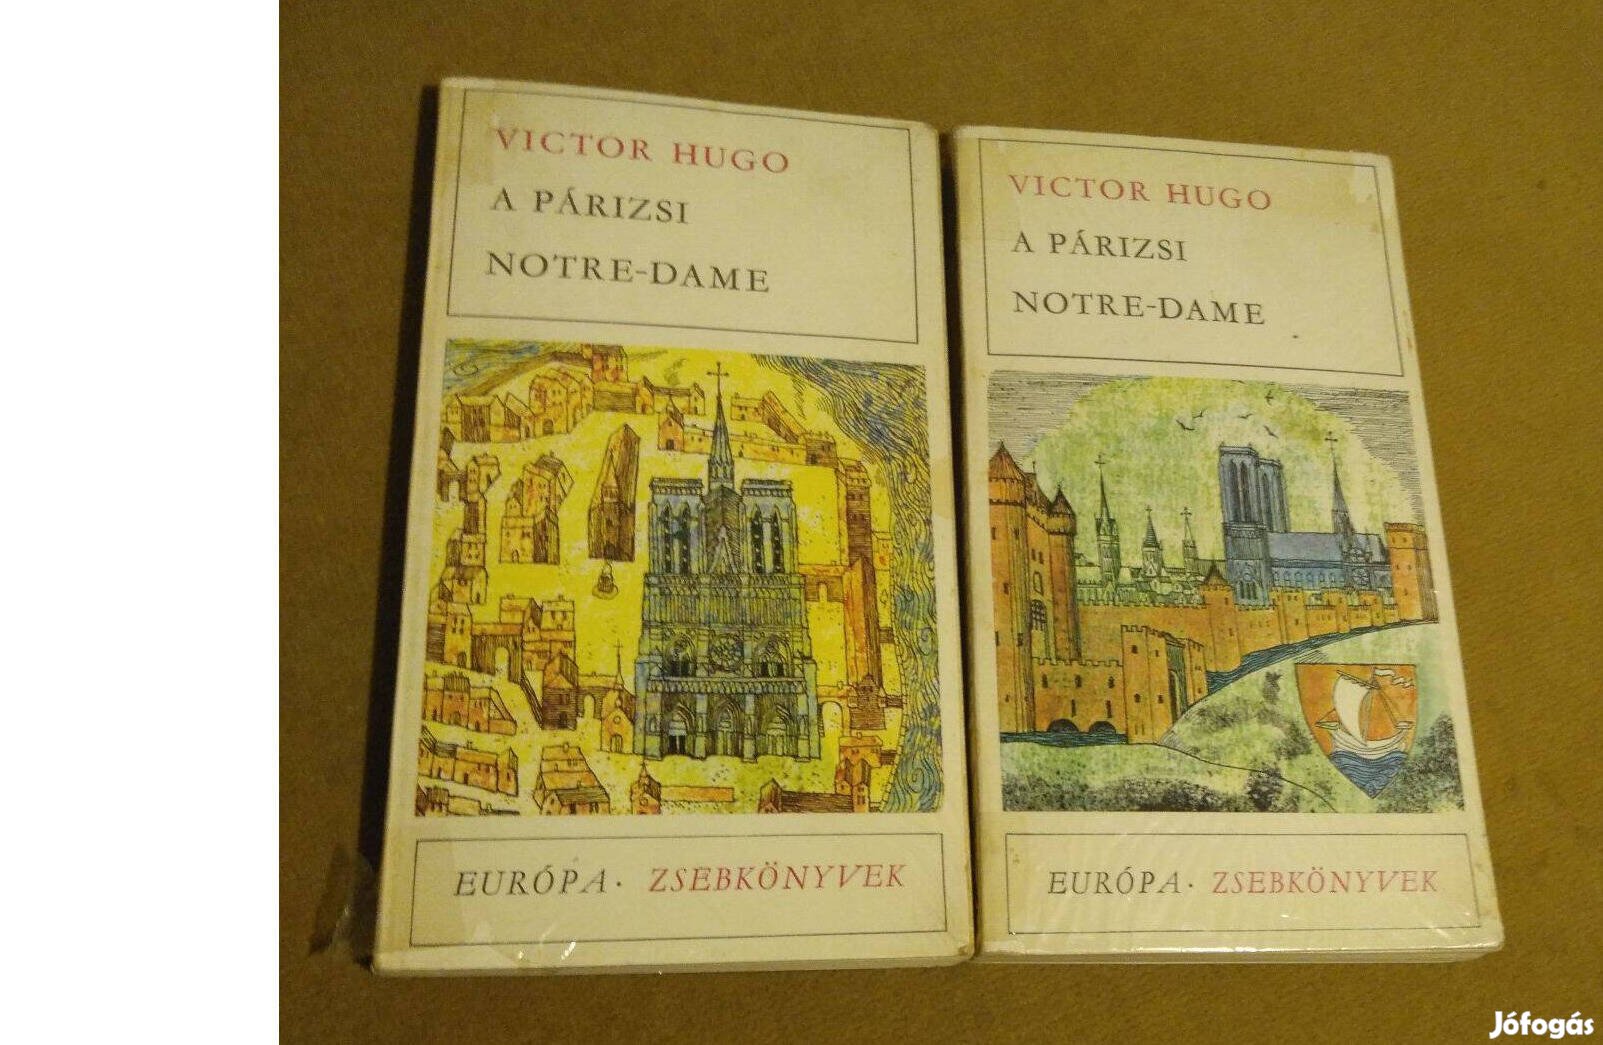 VICTOR HUGO
A PÁRIZSI
NOTRE-DAME
EURÓPA · ZSEBKÖNYVEK
VICTOR HUGO
A PÁRIZSI
NOTRE-DAME
EURÓPA · ZSEBKÖNYVEK
Jófogás